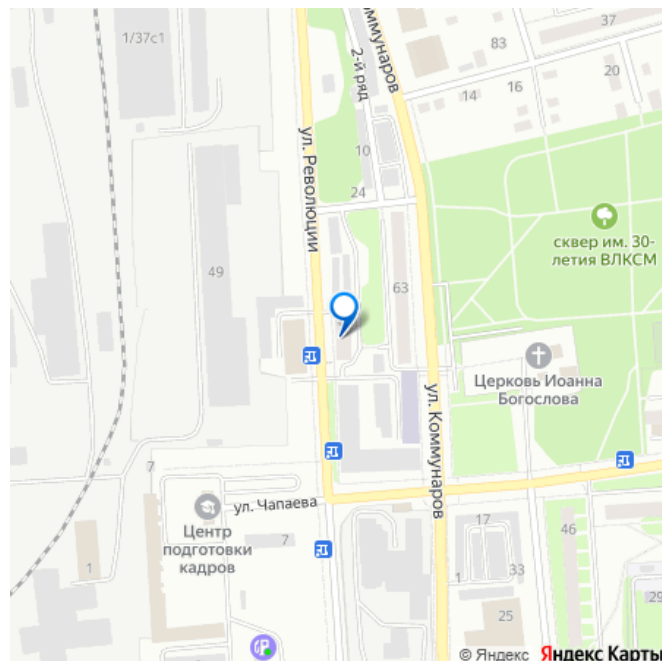 1/37с1
37
83
Коммунаров
2-й ряд
20
16
14
10
ул. Революции
24
сквер им. 30-
летия ВЛКСМ
49
63
Церковь Иоанна
Богослова
ул. Коммунаров
7
ул. Чапаева
Центр
подготовки
кадров
7
1
17
46
33
1
29
25
© Яндекс Яндекс Карты